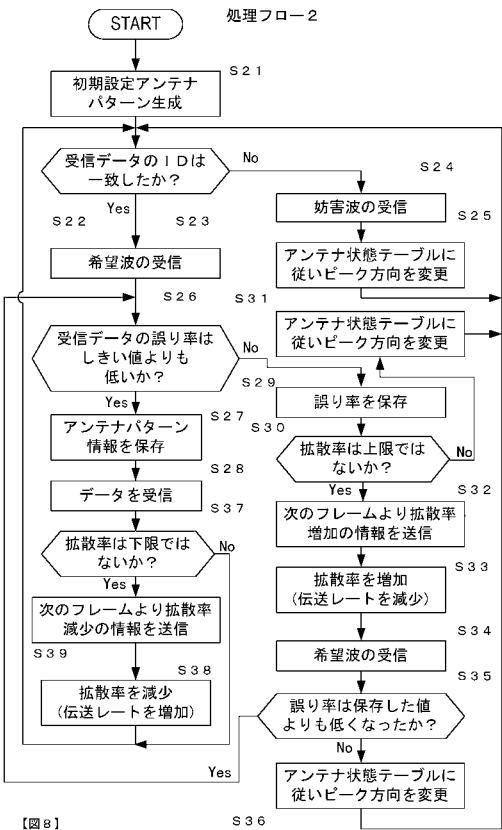 処理フロー2
START
S21
初期設定アンテナ
パターン生成
受信データのIDは
一致したか?
No
S24
Yes
S22
S23
妨害波の受信
S25
アンテナ状態テーブルに
従いピーク方向を変更
希望波の受信
S26
S31
アンテナ状態テーブルに
従いピーク方向を変更
受信データの誤り率は
しきい値よりも
低いか?
No
S29
誤り率を保存
Yes
S27
S30
アンテナパターン
情報を保存
拡散率は上限では
ないか?
No
S28
データを受信
Yes
S32
S37
次のフレームより拡散率
増加の情報を送信
拡散率は下限では
ないか?
No
S33
Yes
拡散率を増加
(伝送レートを減少)
次のフレームより拡散率
減少の情報を送信
S34
S39
希望波の受信
S38
S35
拡散率を減少
(伝送レートを増加)
誤り率は保存した値
よりも低くなったか?
No
Yes
アンテナ状態テーブルに
従いピーク方向を変更
【図8】
S36